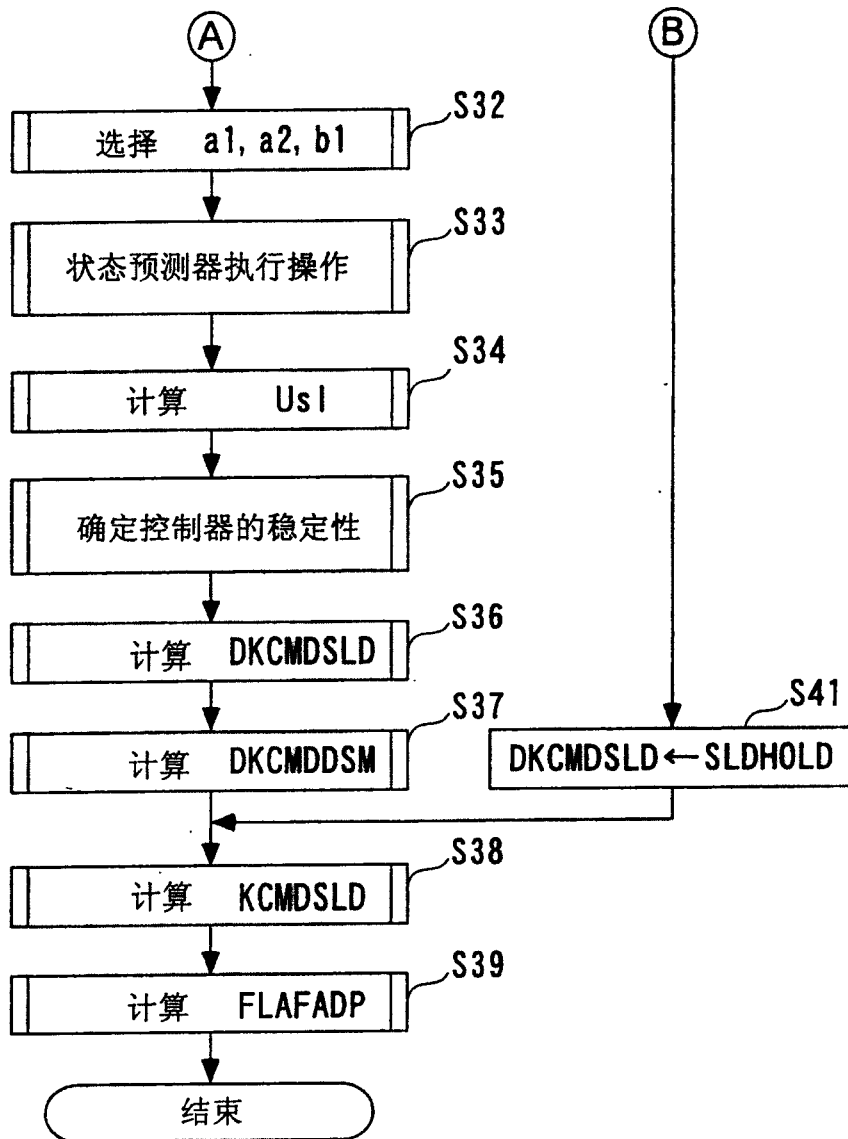 A
B
S32
选择 a1, a2, b1
S33
状态预测器执行操作
S34
计算 Usl
S35
确定控制器的稳定性
S36
计算 DKCMDSLD
S37
计算 DKCMDDSM
S41
DKCMDSLD←SLDHOLD
S38
计算 KCMDSLD
S39
计算 FLAFADP
结束